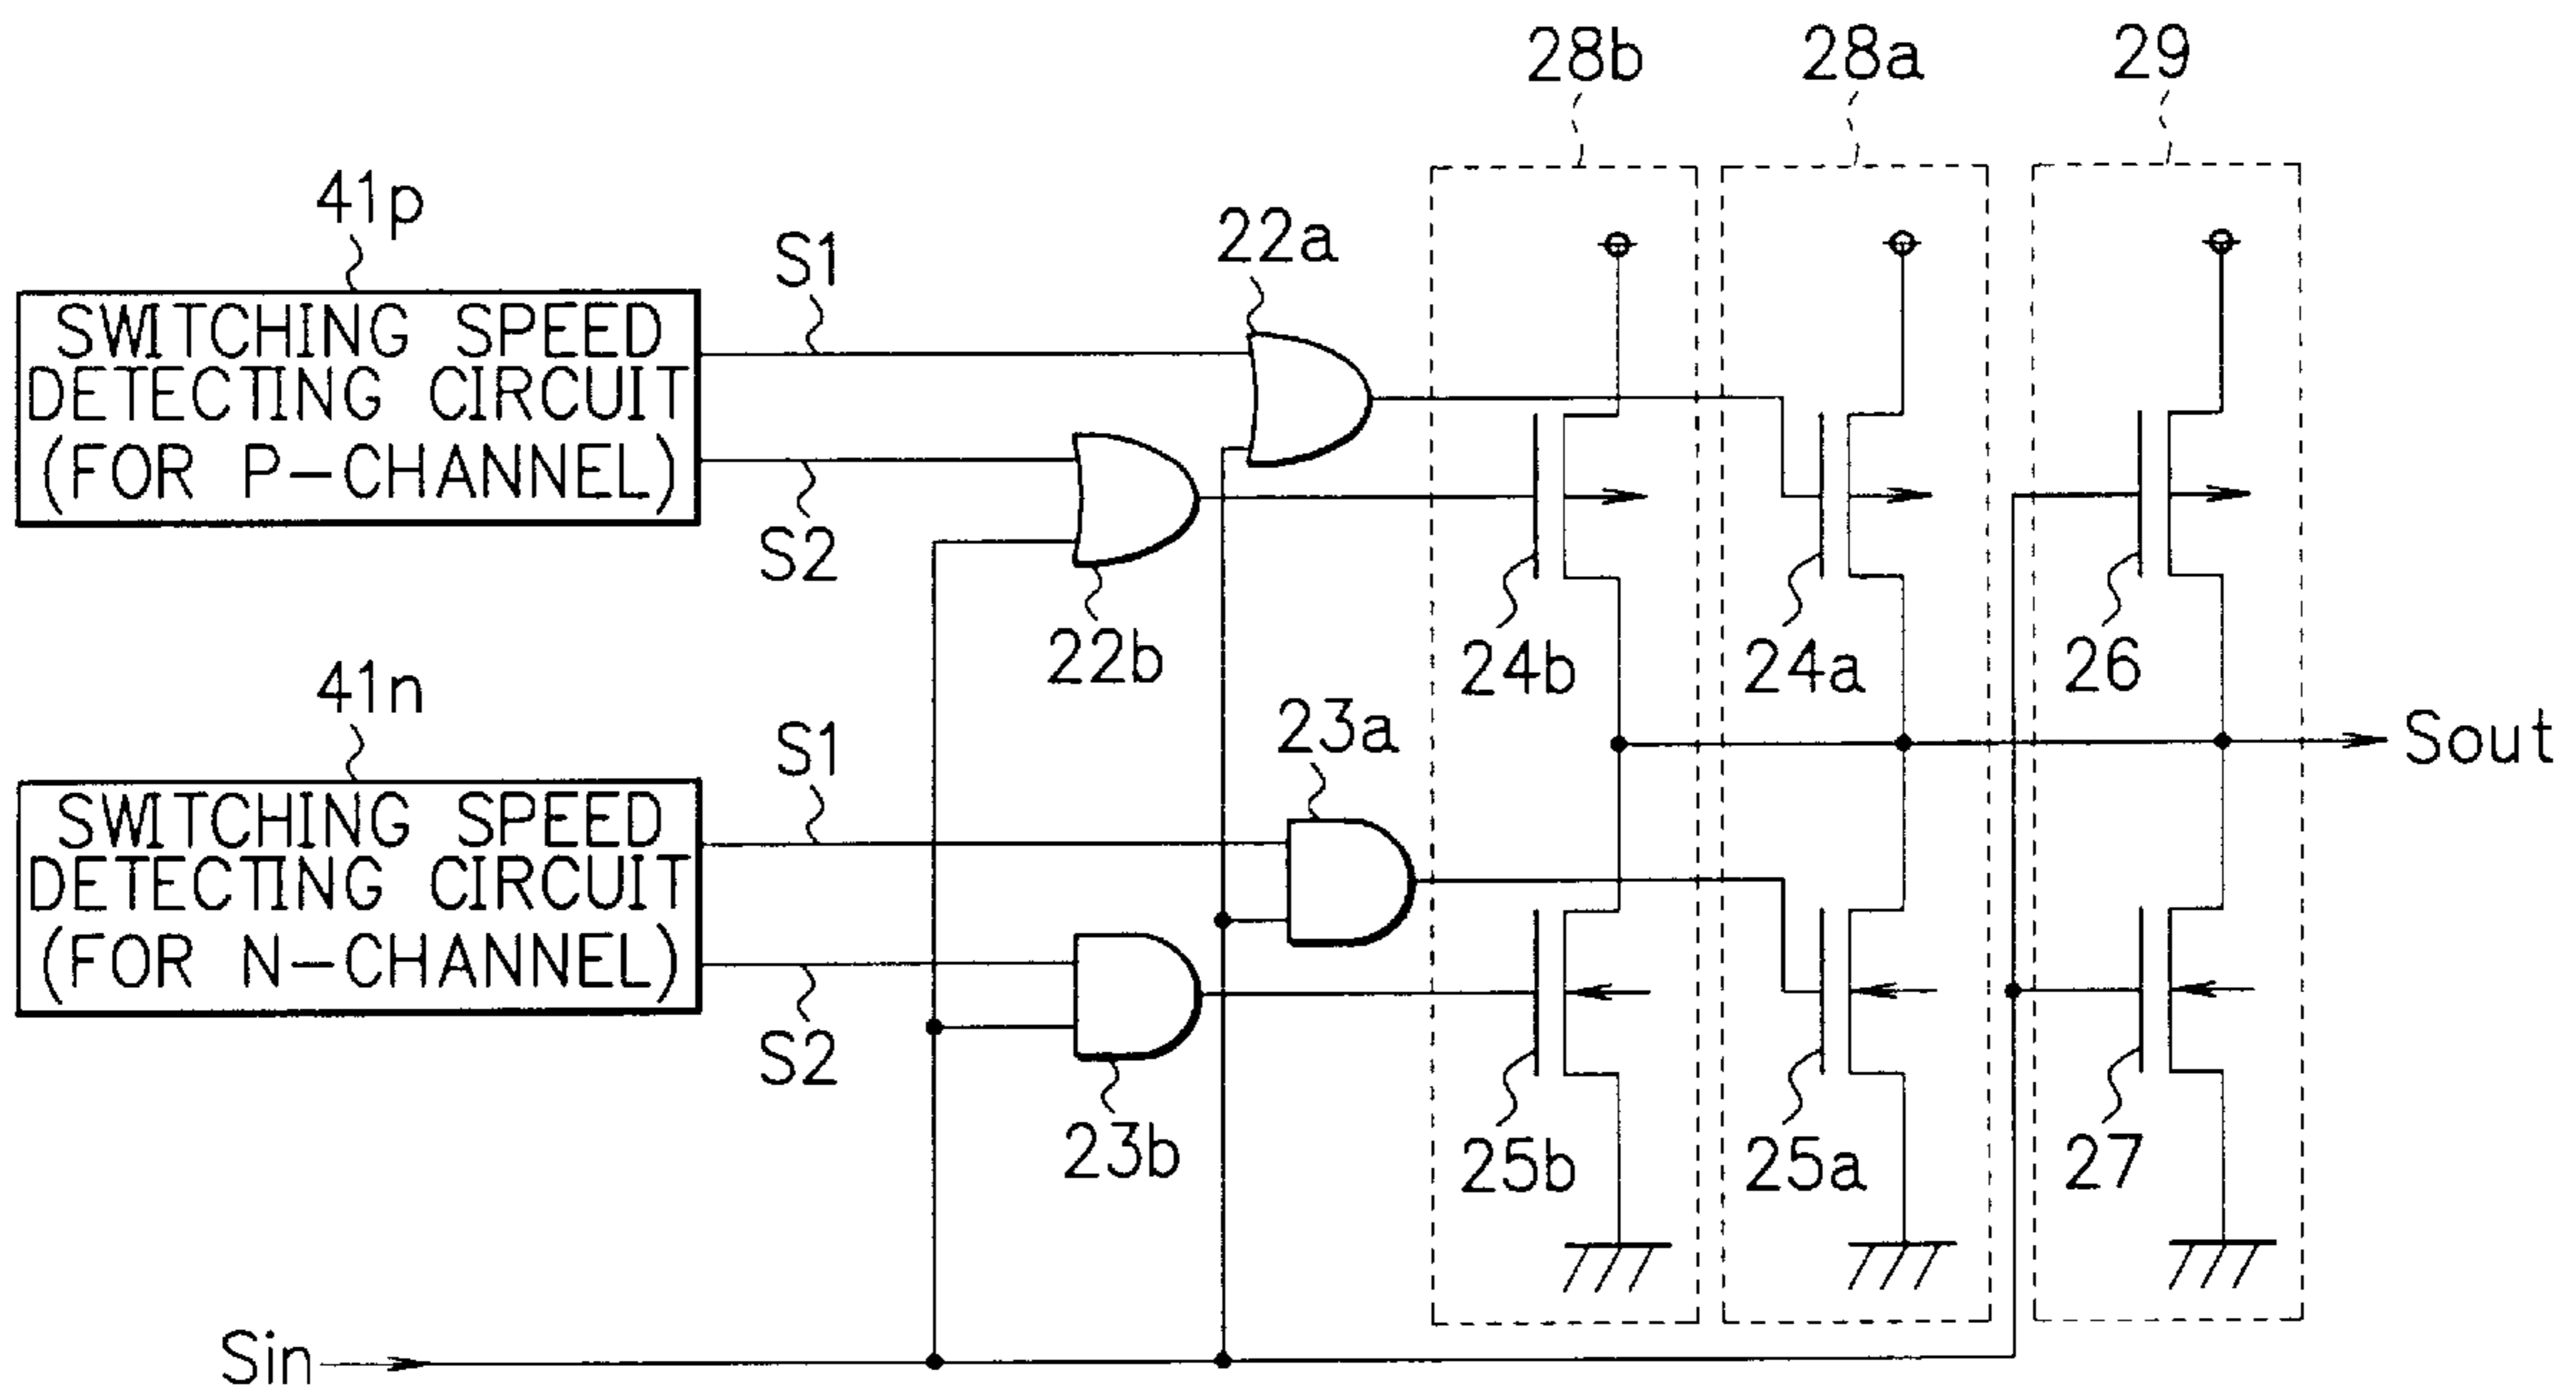 28b
28a
29
41p
S1
22a
SWITCHING SPEED
DETECTING CIRCUIT
(FOR P-CHANNEL)
S2
22b
24b
24a
26
41n
S1
23a
Sout
SWITCHING SPEED
DETECTING CIRCUIT
(FOR N-CHANNEL)
S2
23b
25b
25a
27
Sin